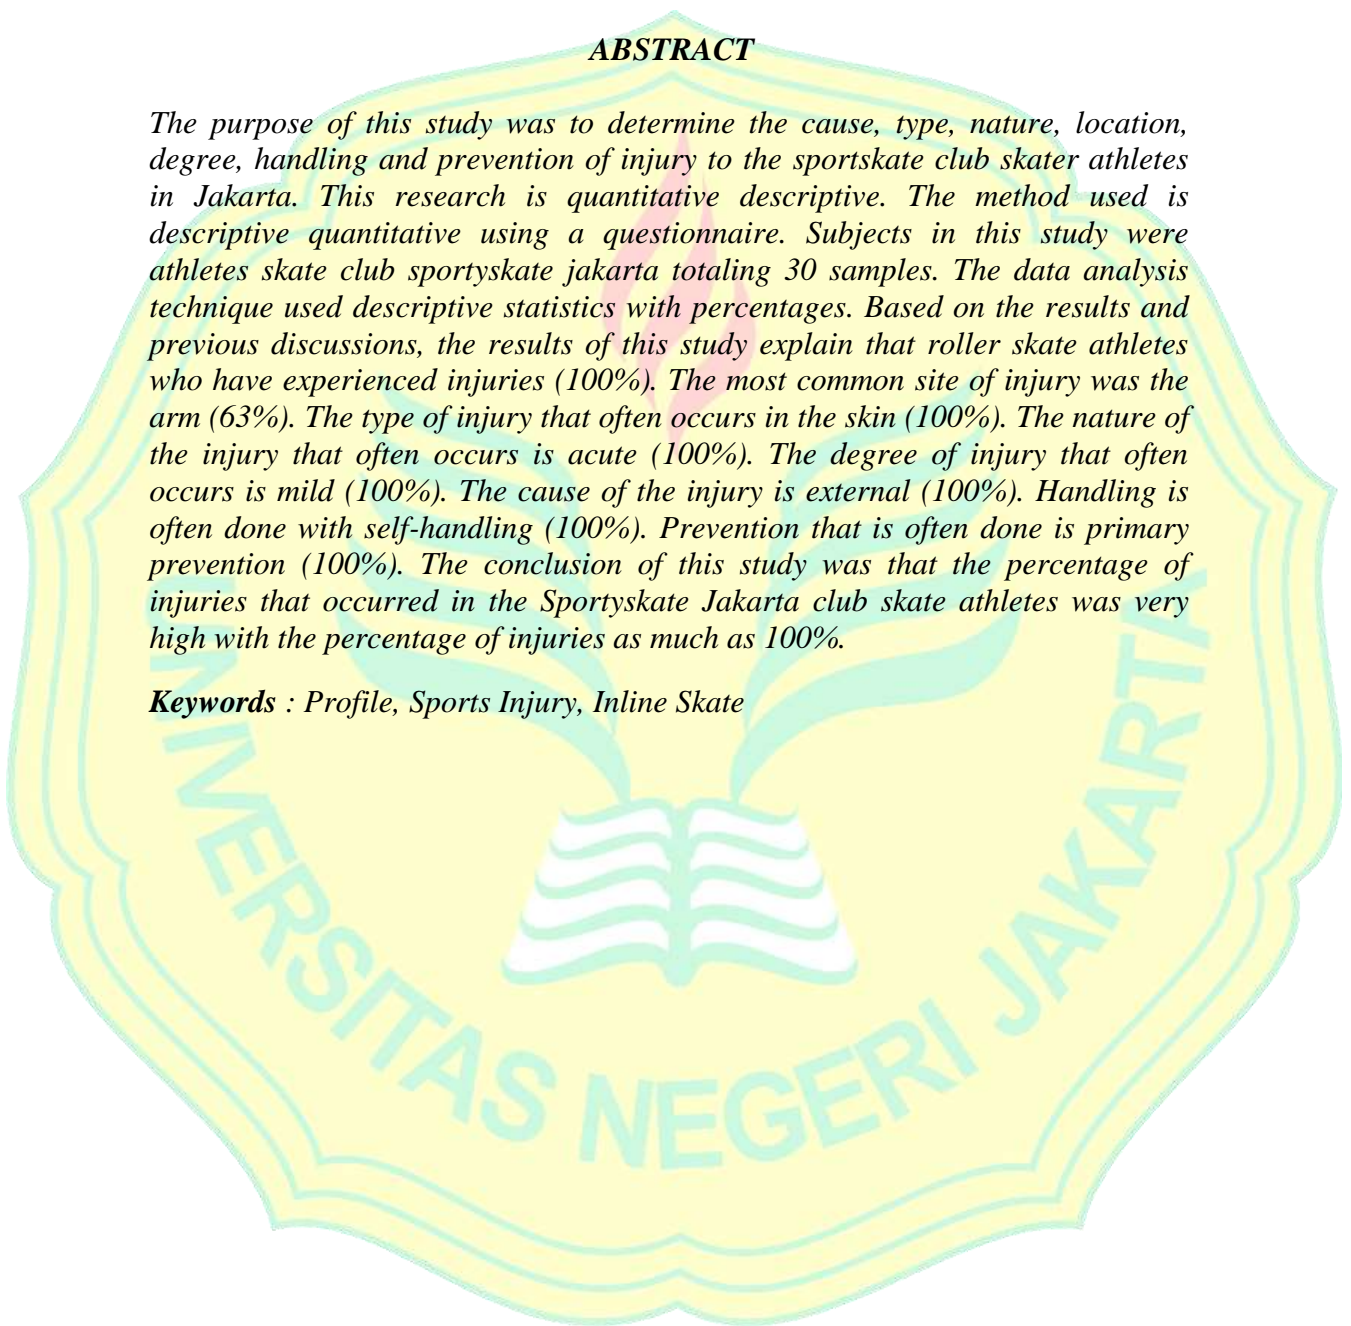 ABSTRACT
The purpose of this study was to determine the cause, type, nature, location,
degree, handling and prevention of injury to the sportskate club skater athletes
in Jakarta. This research is quantitative descriptive. The method used is
descriptive quantitative using a questionnaire. Subjects in this study were
athletes skate club sportyskate jakarta totaling 30 samples. The data analysis
technique used descriptive statistics with percentages. Based on the results and
previous discussions, the results of this study explain that roller skate athletes
who have experienced injuries (100%). The most common site of injury was the
arm (63%). The type of injury that often occurs in the skin (100%). The nature of
the injury that often occurs is acute (100%). The degree of injury that often
occurs is mild (100%). The cause of the injury is external (100%). Handling is
often done with self-handling (100%). Prevention that is often done is primary
prevention (100%). The conclusion of this study was that the percentage of
injuries that occurred in the Sportyskate Jakarta club skate athletes was very
high with the percentage of injuries as much as 100%.
Keywords : Profile, Sports Injury, Inline Skate
UNIVERSITAS NEGERI JAKARTA